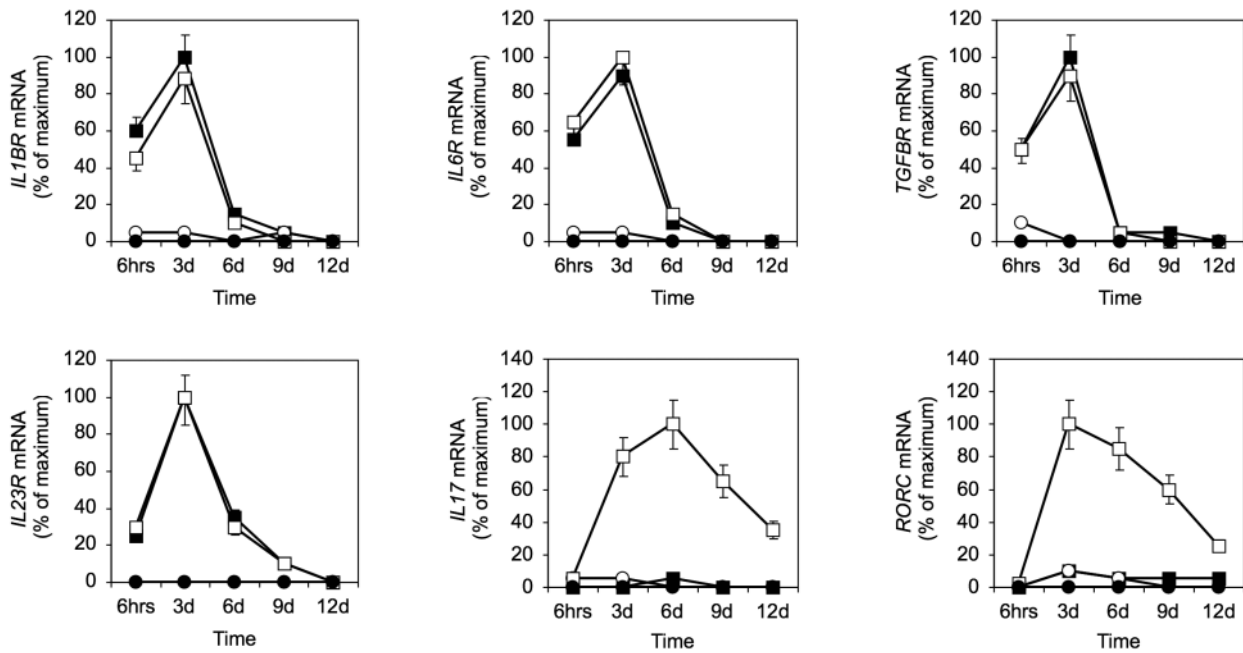 IL1BR mRNA
(% of maximum)
120
100
80
60
40
20
0
6hrs 3d 6d 9d 12d
Time
IL6R mRNA
(% of maximum)
120
100
80
60
40
20
0
6hrs 3d 6d 9d 12d
Time
TGFBR mRNA
(% of maximum)
120
100
80
60
40
20
0
6hrs 3d 6d 9d 12d
Time
IL23R mRNA
(% of maximum)
120
100
80
60
40
20
0
6hrs 3d 6d 9d 12d
Time
IL17 mRNA
(% of maximum)
140
120
100
80
60
40
20
0
6hrs 3d 6d 9d 12d
Time
RORC mRNA
(% of maximum)
140
120
100
80
60
40
20
0
6hrs 3d 6d 9d 12d
Time